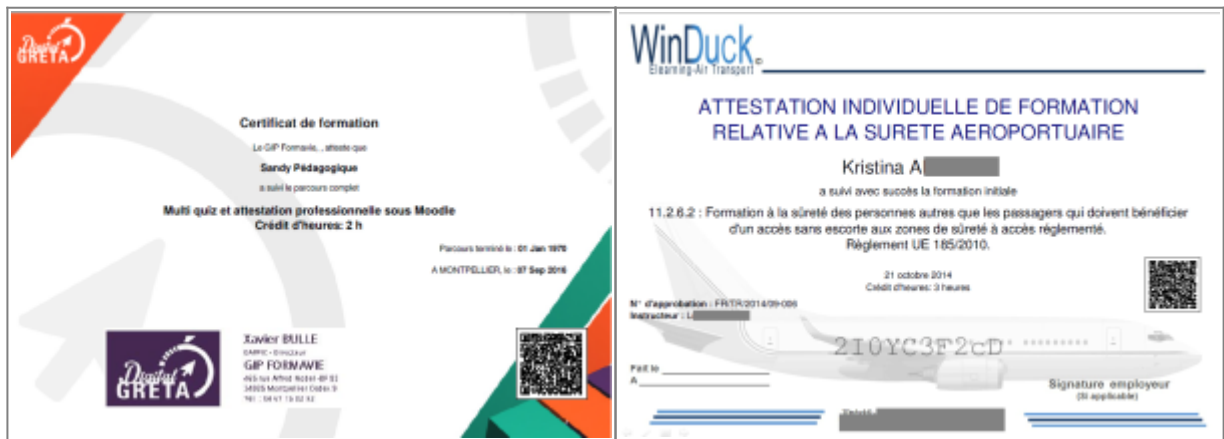 Digital
GRETA
Certificat de formation
Le GIP Formavie, , atteste que
Sandy Pédagogique
a suivi le parcours complet
Multi quiz et attestation professionnelle sous Moodle
Crédit d'heures: 2 h
Parcours terminé le : 01 Jan 1970
A MONTPELLIER, le : 07 Sep 2016
Digital
GRETA
Xavier BULLE
Directeur
GIP FORMAVIE
WinDuck©
Elearning-Air Transport
ATTESTATION INDIVIDUELLE DE FORMATION
RELATIVE A LA SURETE AEROPORTUAIRE
Kristina A
a suivi avec succès la formation initiale
11.2.6.2 : Formation à la sûreté des personnes autres que les passagers qui doivent bénéficier
d'un accès sans escorte aux zones de sûreté à accès réglementé.
Règlement UE 185/2010.
21 octobre 2014
Crédit d'heures: 3 heures
N° d'approbation : FR/TR/2014/09-006
Instructeur : L
2I0YC3F2cD
Fait le
A
Signature employeur
(Si applicable)